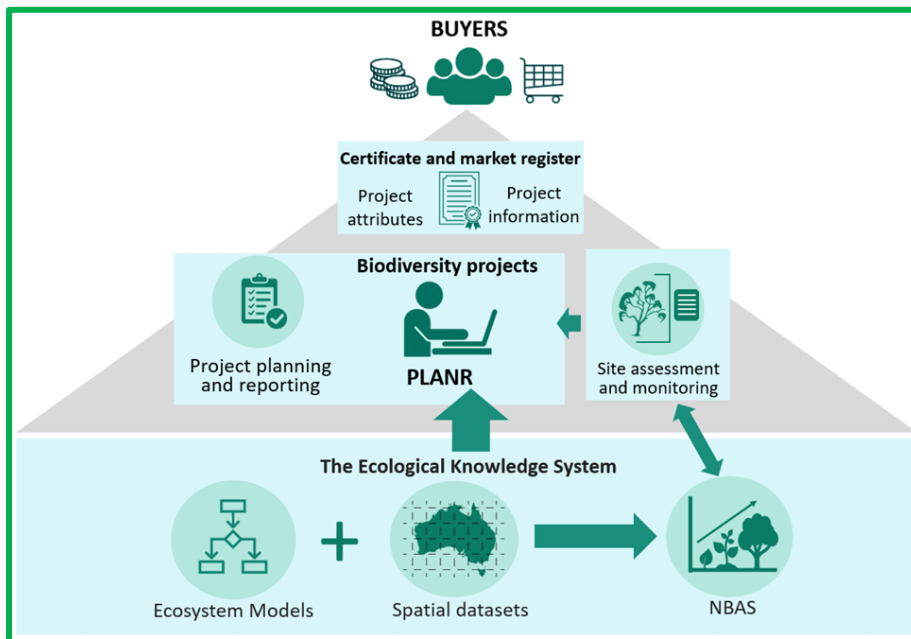 BUYERS
Certificate and market register
Project
attributes
Project
information
Biodiversity projects
Project planning
and reporting
PLANR
Site assessment
and monitoring
The Ecological Knowledge System
Ecosystem Models
Spatial datasets
NBAS